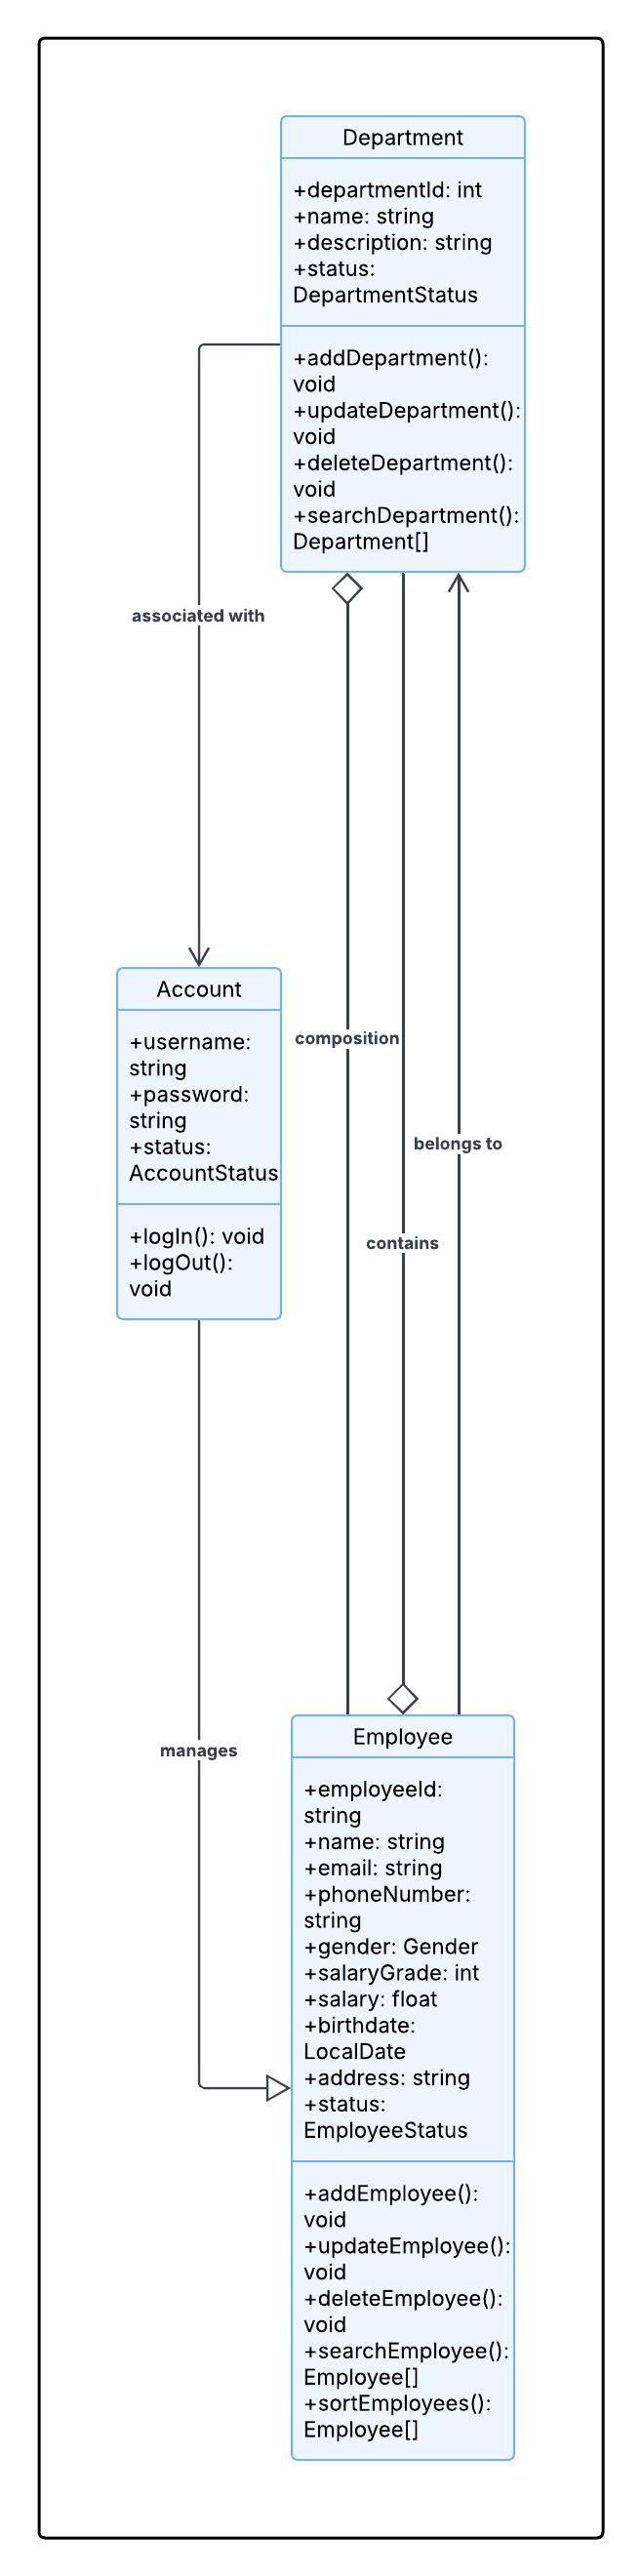 Department
+departmentId: int
+name: string
+description: string
+status:
DepartmentStatus
+addDepartment():
void
+updateDepartment():
void
+deleteDepartment():
void
+searchDepartment():
Department[]
associated with
Account
+username:
string
+password:
string
+status:
AccountStatus
+logIn(): void
+logOut():
void
composition
belongs to
contains
manages
Employee
+employeeId:
string
+name: string
+email: string
+phoneNumber:
string
+gender: Gender
+salaryGrade: int
+salary: float
+birthdate:
LocalDate
+address: string
+status:
EmployeeStatus
+addEmployee():
void
+updateEmployee():
void
+deleteEmployee():
void
+searchEmployee():
Employee[]
+sortEmployees():
Employee[]